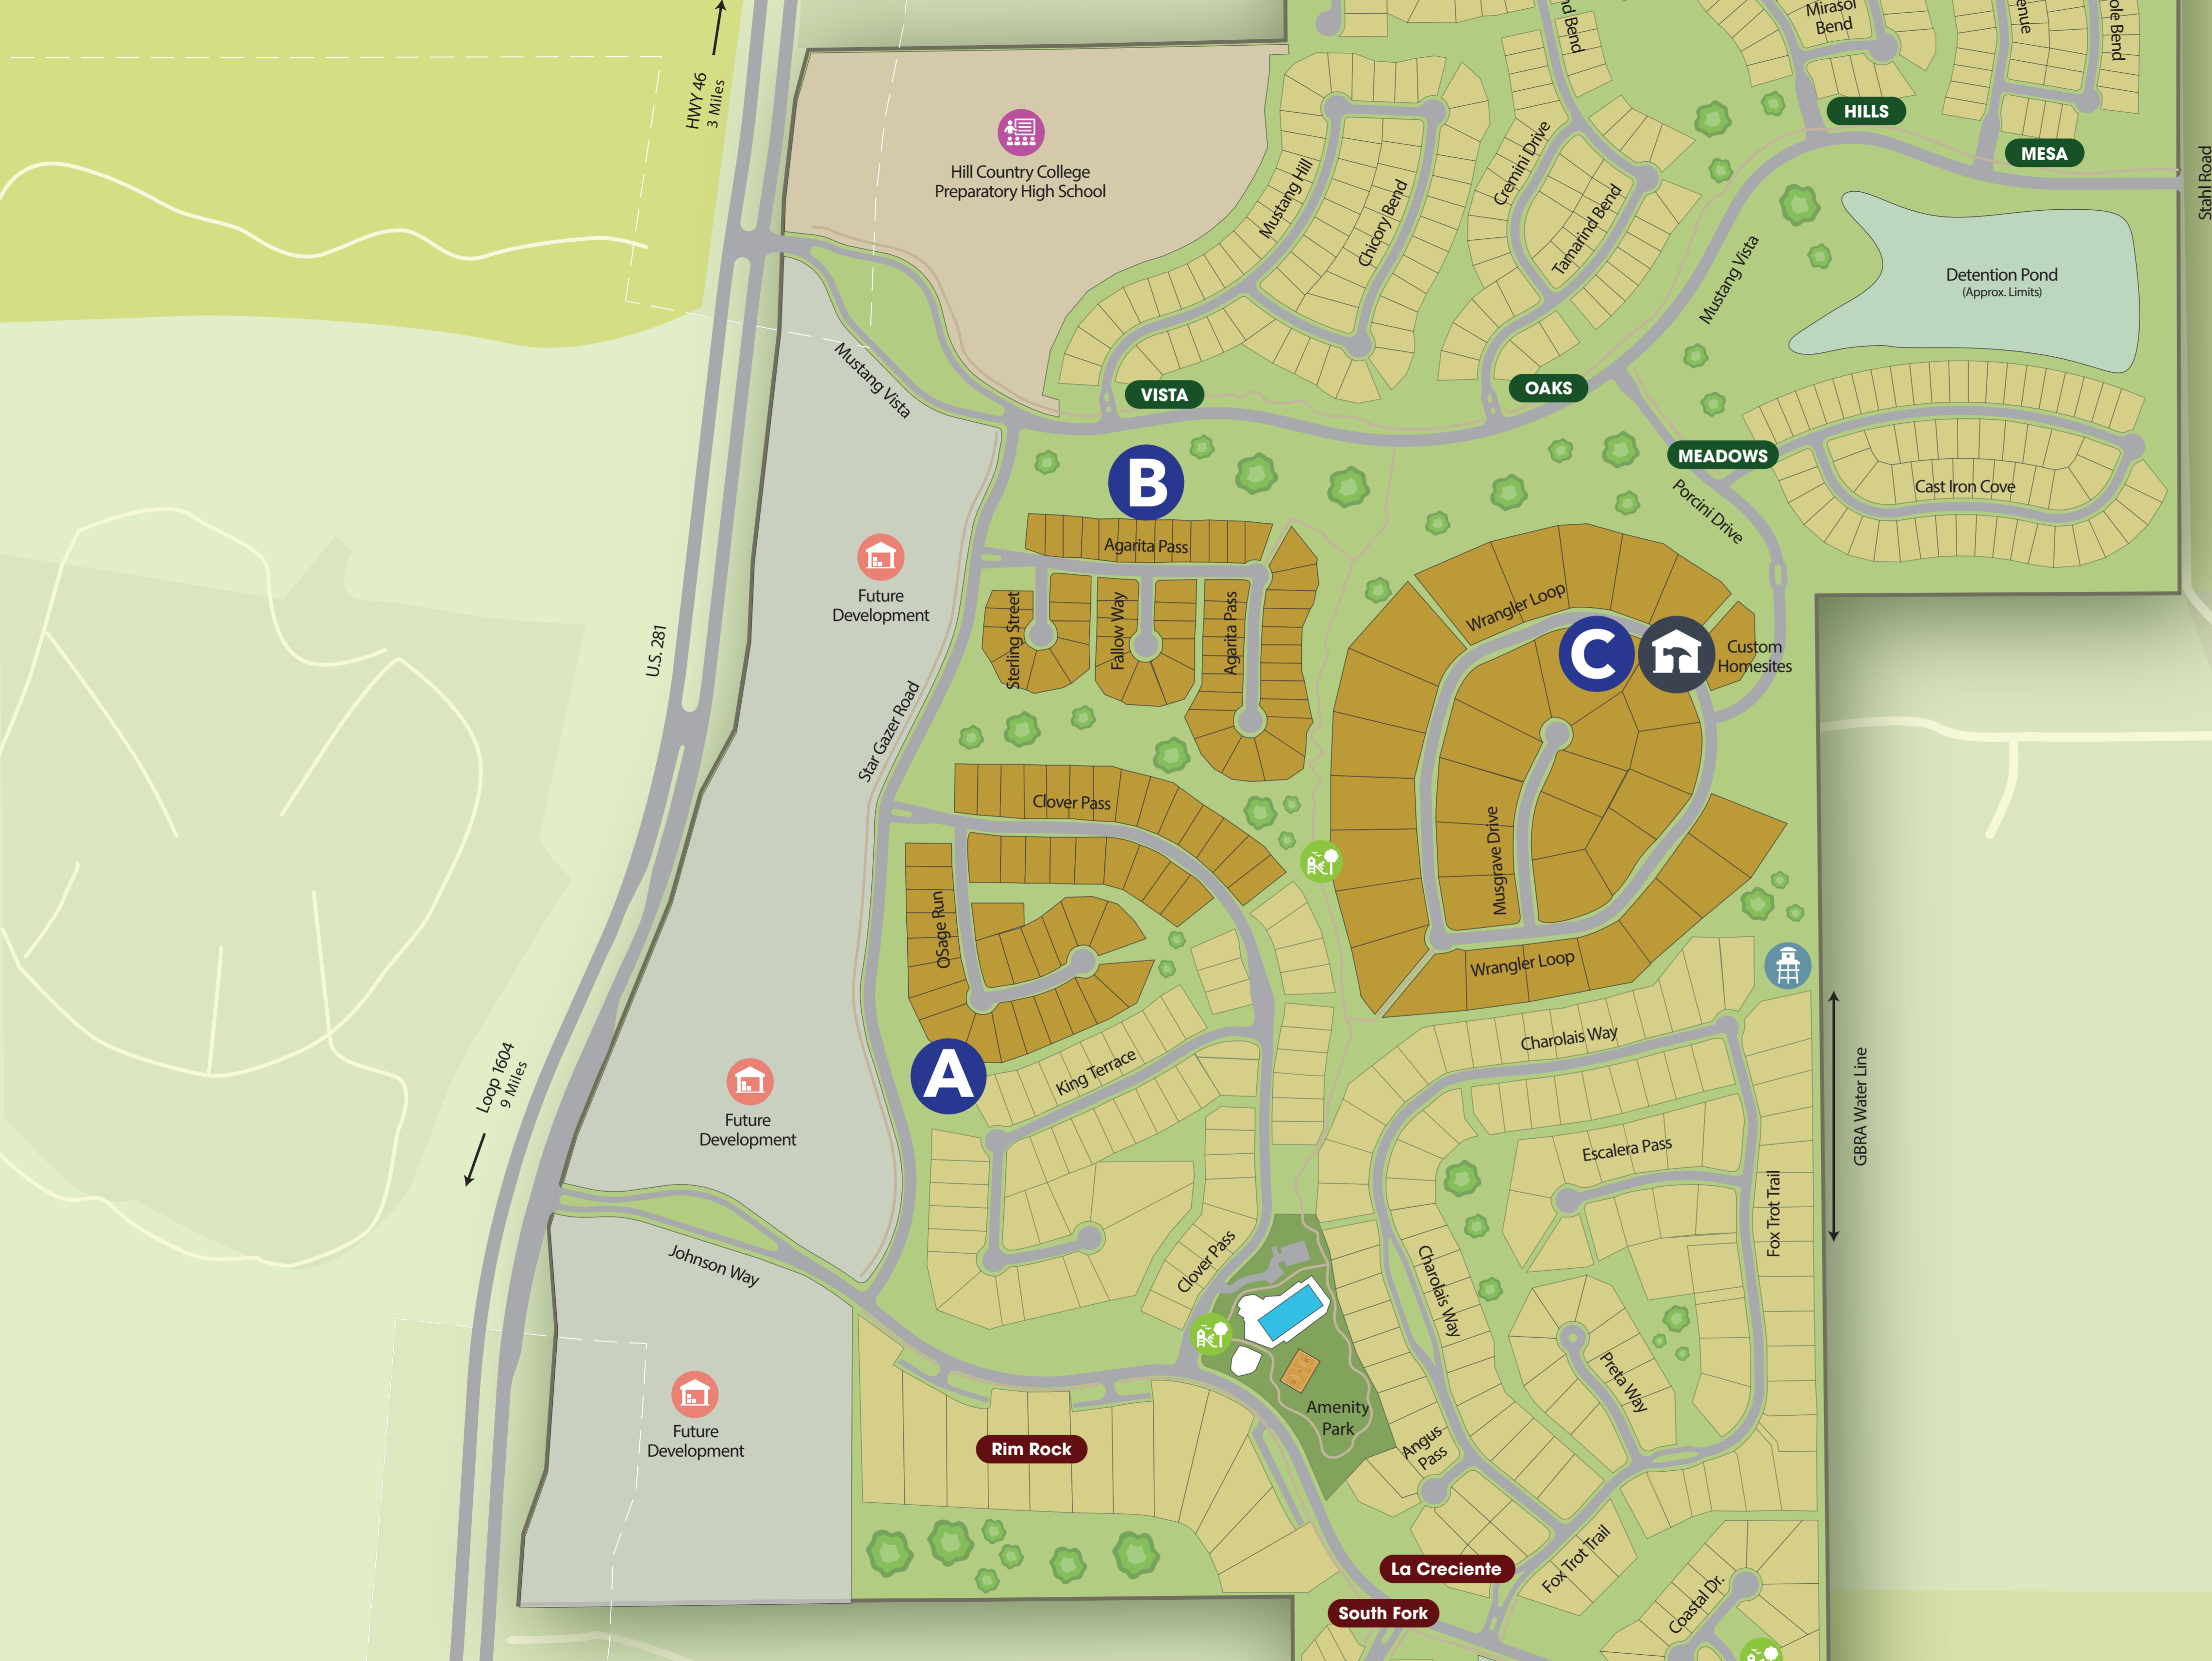 HWY 46
3 Miles
Hill Country College
Preparatory High School
Mirasol
Bend
HILLS
MESA
Stahl Road
Mustang Hill
Chicory Bend
Cremini Drive
Tamarind Bend
Mustang Vista
Detention Pond
(Approx. Limits)
Mustang Vista
VISTA
OAKS
MEADOWS
Cast Iron Cove
Porcini Drive
B
Agarita Pass
Future
Development
Sterling Street
Fallow Way
Agarita Pass
Wrangler Loop
C
Custom
Homesites
U.S. 281
Star Gazer Road
Clover Pass
Musgrave Drive
OSage Run
Wrangler Loop
A
King Terrace
Charolais Way
GBRA Water Line
Loop 1604
9 Miles
Future
Development
Escalera Pass
Fox Trot Trail
Johnson Way
Clover Pass
Charolais Way
Preta Way
Amenity
Park
Future
Development
Rim Rock
Angus
Pass
La Creciente
Fox Trot Trail
South Fork
Coastal Dr.